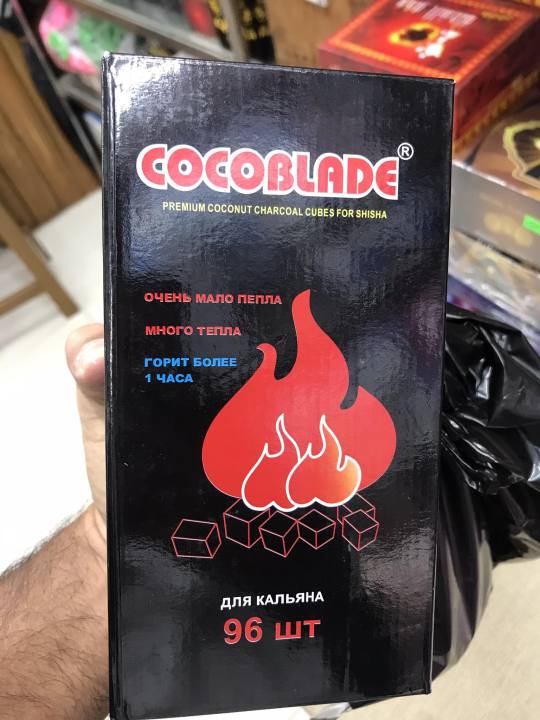 COCOBLADE®
PREMIUM COCONUT CHARCOAL CUBES FOR SHISHA
ОЧЕНЬ МАЛО ПЕПЛА
МНОГО ТЕПЛА
ГОРИТ БОЛЕЕ
1 ЧАСА
ДЛЯ КАЛЬЯНА
96 ШТ